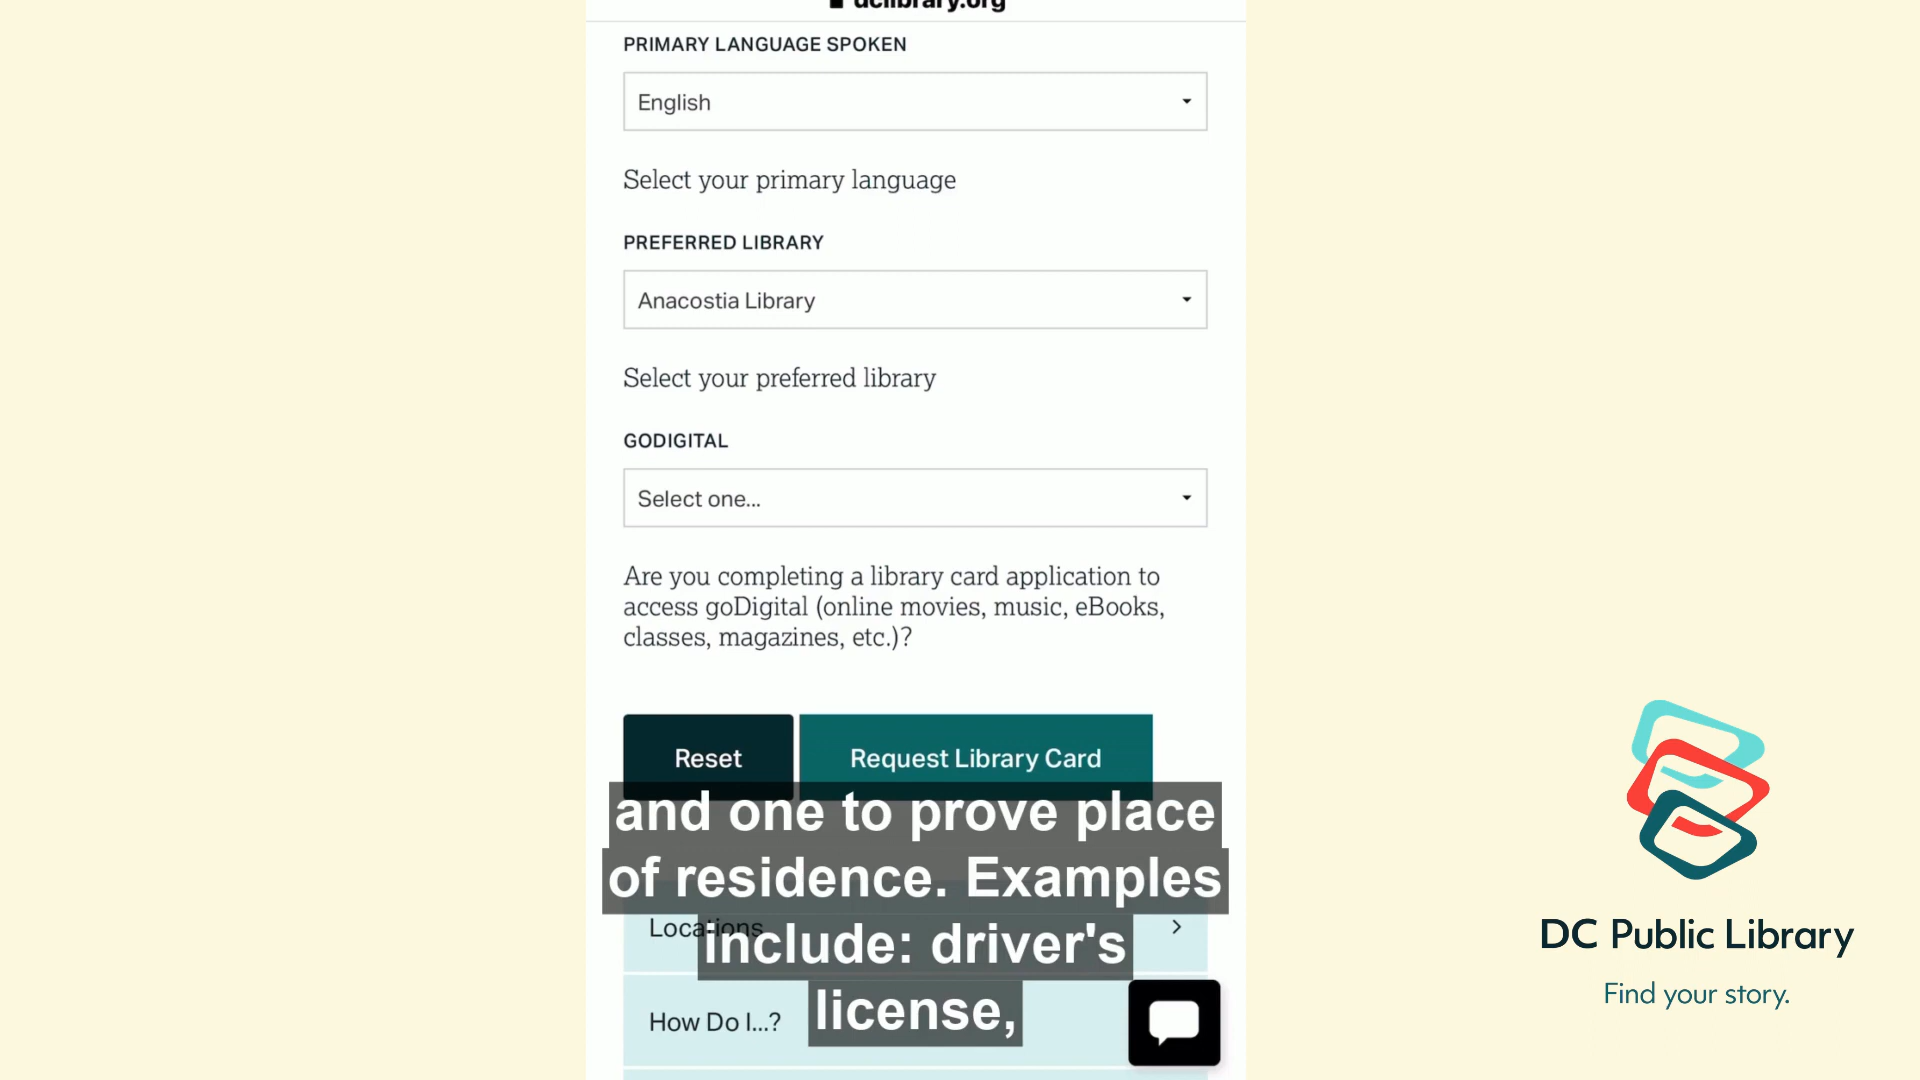 dclibrary.org
PRIMARY LANGUAGE SPOKEN
English
Select your primary language
PREFERRED LIBRARY
Anacostia Library
Select your preferred library
GODIGITAL
Select one...
Are you completing a library card application to
access goDigital (online movies, music, eBooks,
classes, magazines, etc.)?
Reset
Request Library Card
and one to prove place
of residence. Examples
include: driver's
license,
Locations
How Do I...?
DC Public Library
Find your story.